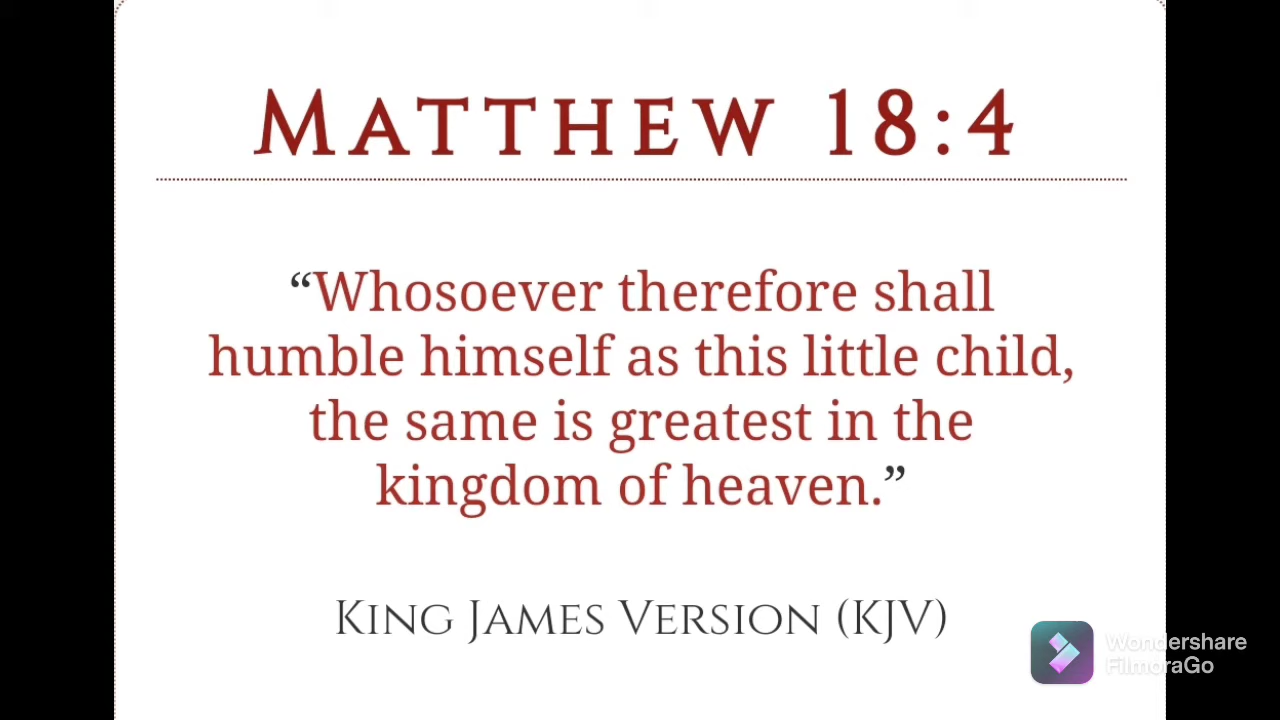 MATTHEW 18:4
“Whosoever therefore shall
humble himself as this little child,
the same is greatest in the
kingdom of heaven.”
KING JAMES VERSION (KJV)
Wondershare
FilmoraGo